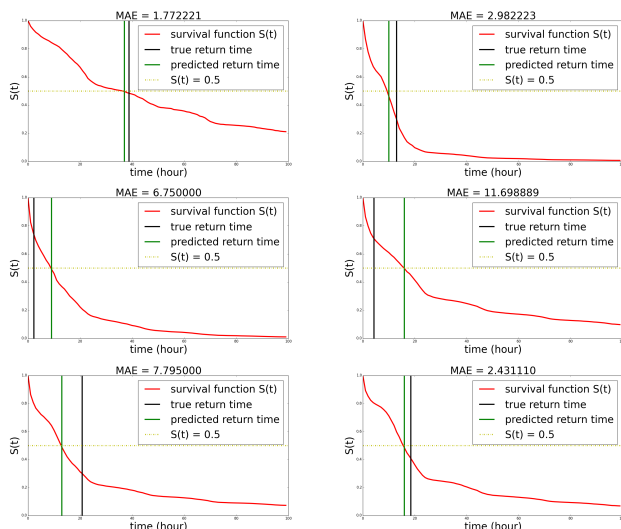 MAE = 1.772221
survival function S(t)
true return time
predicted return time
S(t) = 0.5
S(t)
time (hour)
MAE = 2.982223
survival function S(t)
true return time
predicted return time
S(t) = 0.5
S(t)
time (hour)
MAE = 6.750000
survival function S(t)
true return time
predicted return time
S(t) = 0.5
S(t)
time (hour)
MAE = 11.698889
survival function S(t)
true return time
predicted return time
S(t) = 0.5
S(t)
time (hour)
MAE = 7.795000
survival function S(t)
true return time
predicted return time
S(t) = 0.5
S(t)
time (hour)
MAE = 2.431110
survival function S(t)
true return time
predicted return time
S(t) = 0.5
S(t)
time (hour)